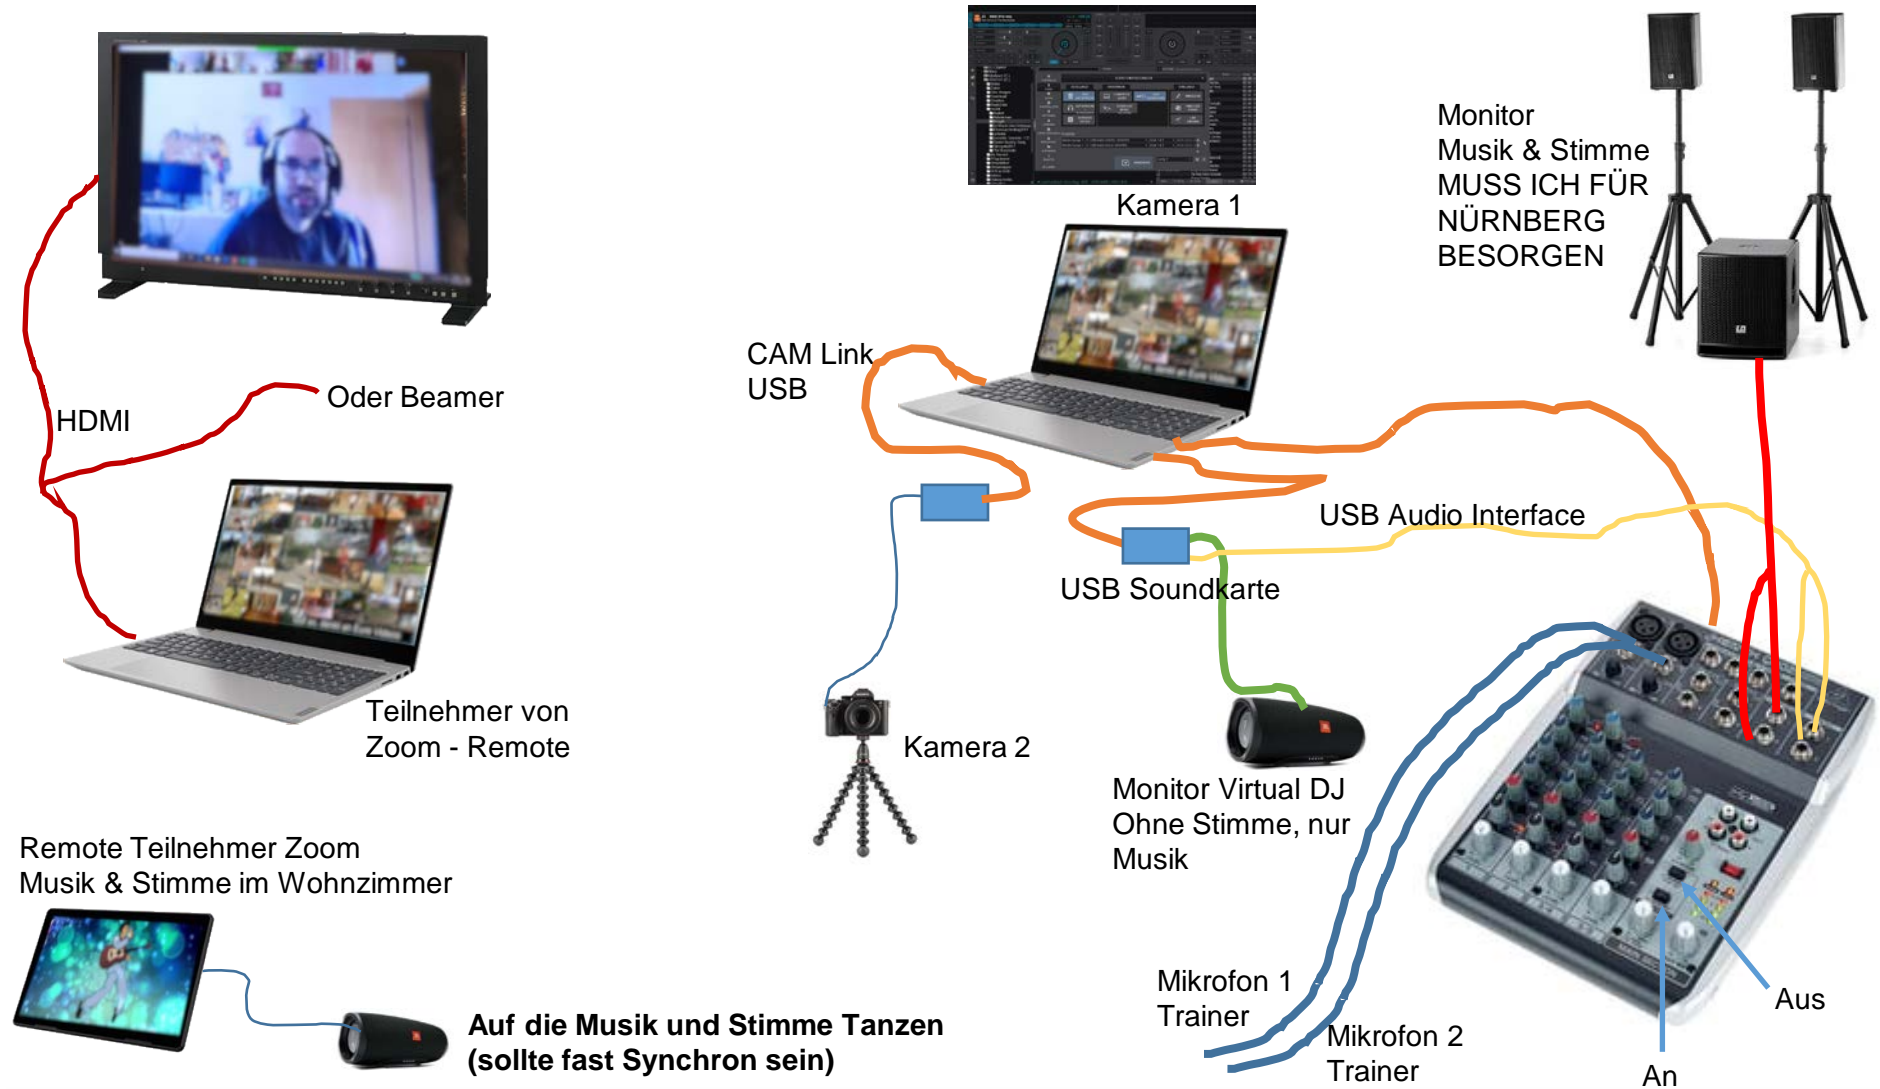 Kamera 1
Monitor
Musik & Stimme
MUSS ICH FÜR
NÜRNBERG
BESORGEN
CAM Link
USB
Oder Beamer
HDMI
USB Audio Interface
USB Soundkarte
Teilnehmer von
Zoom - Remote
Kamera 2
Monitor Virtual DJ
Ohne Stimme, nur
Musik
Remote Teilnehmer Zoom
Musik & Stimme im Wohnzimmer
Mikrofon 1
Trainer
Aus
Auf die Musik und Stimme Tanzen
(sollte fast Synchron sein)
Mikrofon 2
Trainer
An